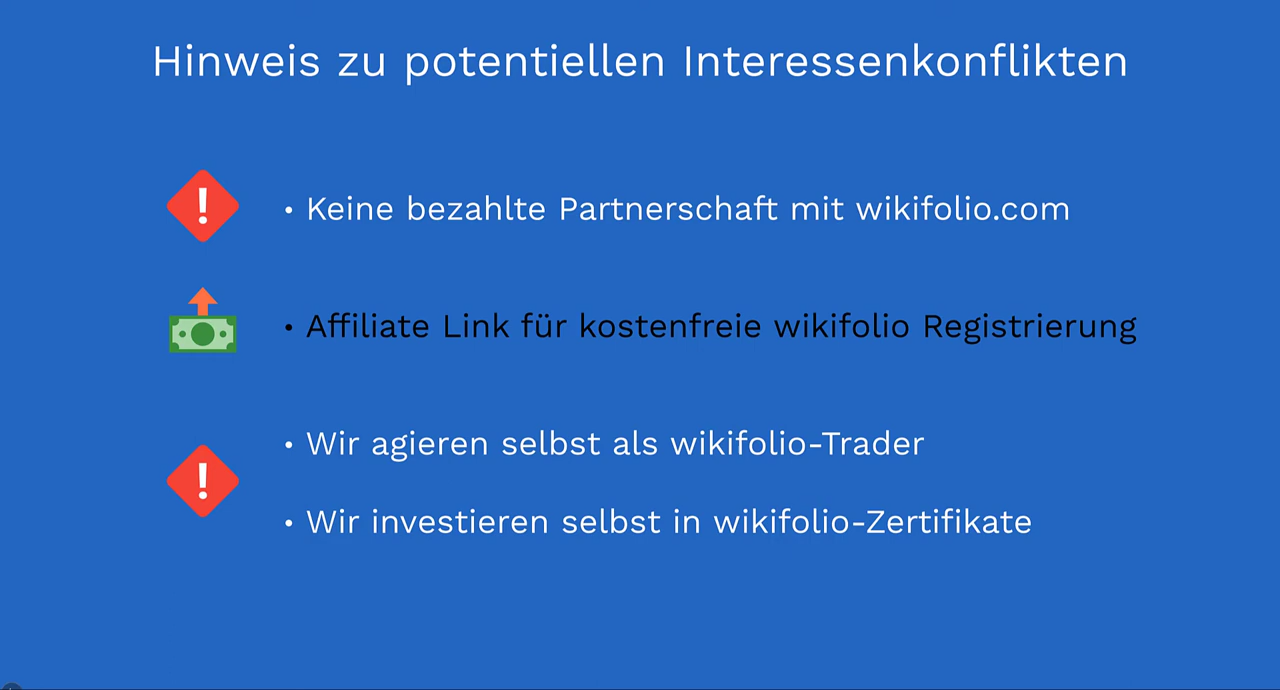 Hinweis zu potentiellen Interessenkonflikten
• Keine bezahlte Partnerschaft mit wikifolio.com
• Affiliate Link für kostenfreie wikifolio Registrierung
• Wir agieren selbst als wikifolio-Trader
• Wir investieren selbst in wikifolio-Zertifikate